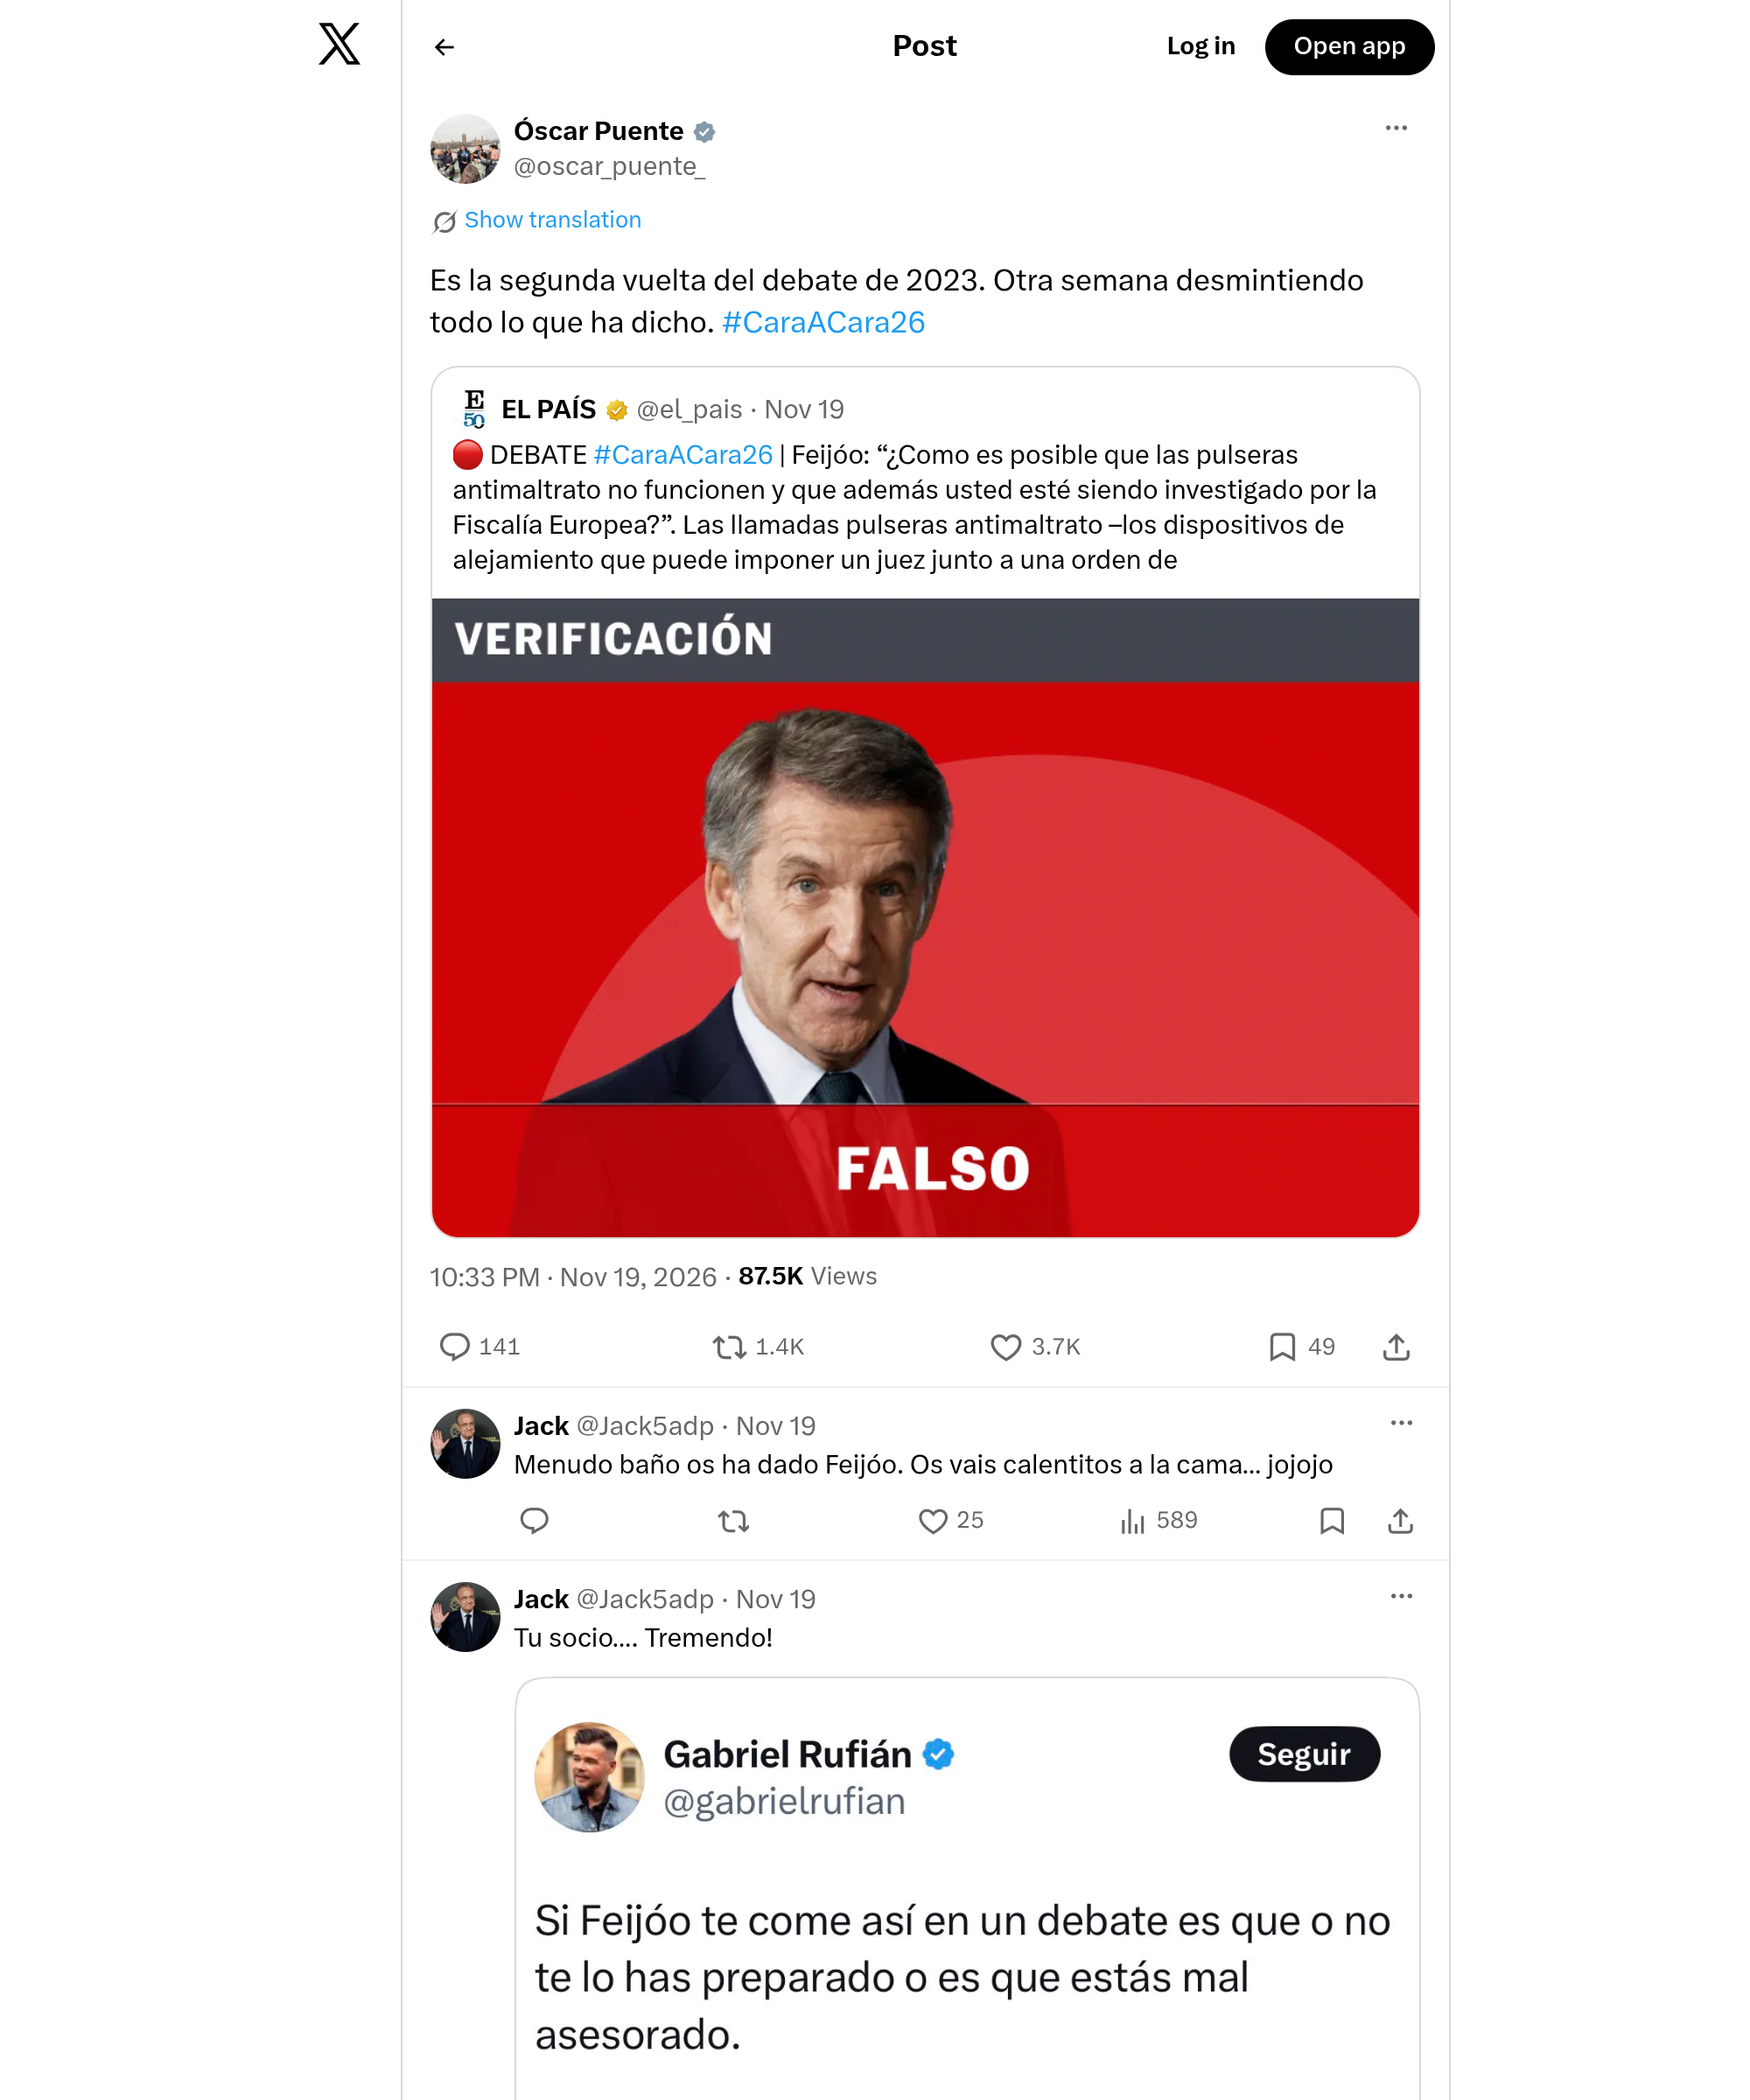 Post
Log in
Open app
Óscar Puente
@oscar_puente_
Show translation
Es la segunda vuelta del debate de 2023. Otra semana desmintiendo
todo lo que ha dicho. #CaraACara26
E
50
EL PAÍS @el_pais · Nov 19
DEBATE #CaraACara26 | Feijóo: “¿Como es posible que las pulseras
antimaltrato no funcionen y que además usted esté siendo investigado por la
Fiscalía Europea?”. Las llamadas pulseras antimaltrato –los dispositivos de
alejamiento que puede imponer un juez junto a una orden de
VERIFICACIÓN
FALSO
10:33 PM · Nov 19, 2026 · 87.5K Views
141 1.4K 3.7K 49
Jack @Jack5adp · Nov 19
Menudo baño os ha dado Feijóo. Os vais calentitos a la cama... jojojo
25 589
Jack @Jack5adp · Nov 19
Tu socio.... Tremendo!
Gabriel Rufián
@gabrielrufian
Seguir
Si Feijóo te come así en un debate es que o no
te lo has preparado o es que estás mal
asesorado.